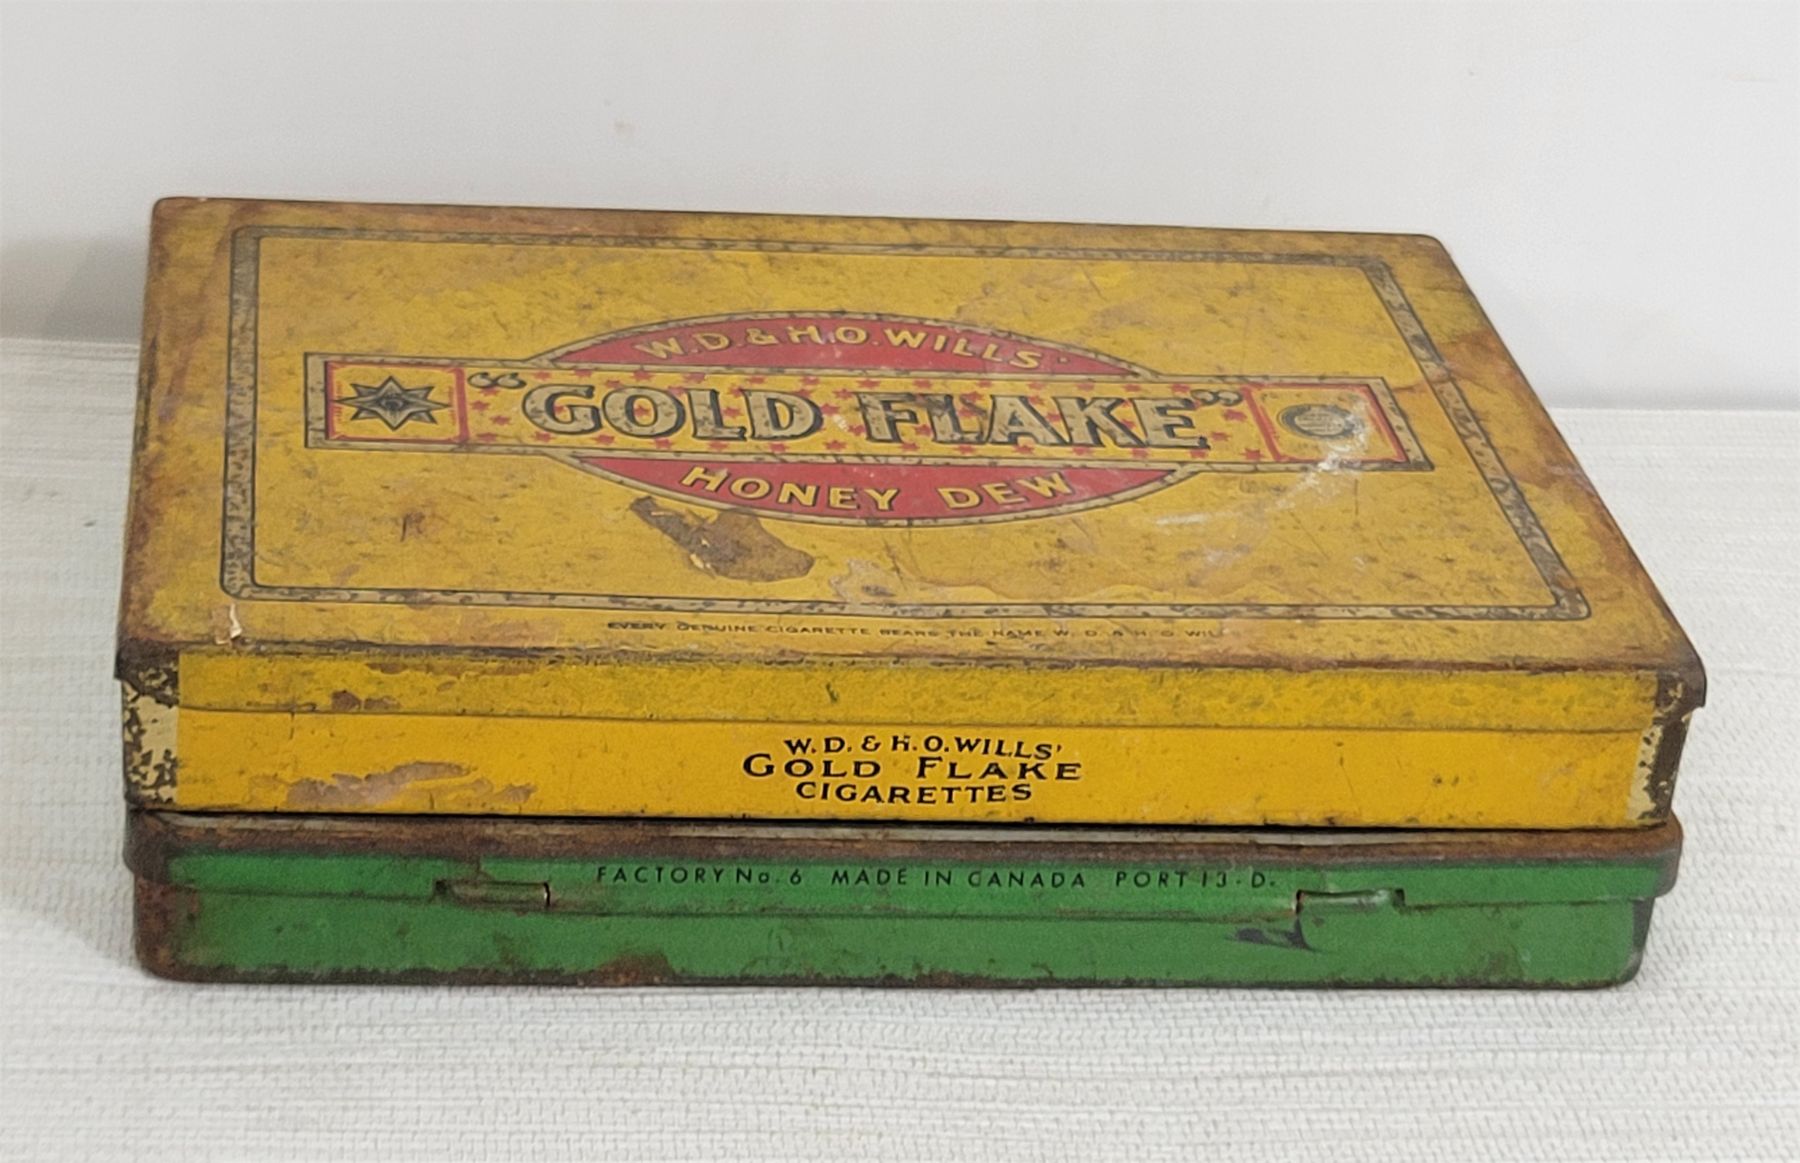 W.D. & H.O. WILLS'
"GOLD FLAKE"
HONEY DEW
EVERY GENUINE CIGARETTE BEARS THE NAME W. D. & H. O. WILLS
W.D. & H.O. WILLS'
GOLD FLAKE
CIGARETTES
FACTORY No. 6 MADE IN CANADA PORT 13-D.